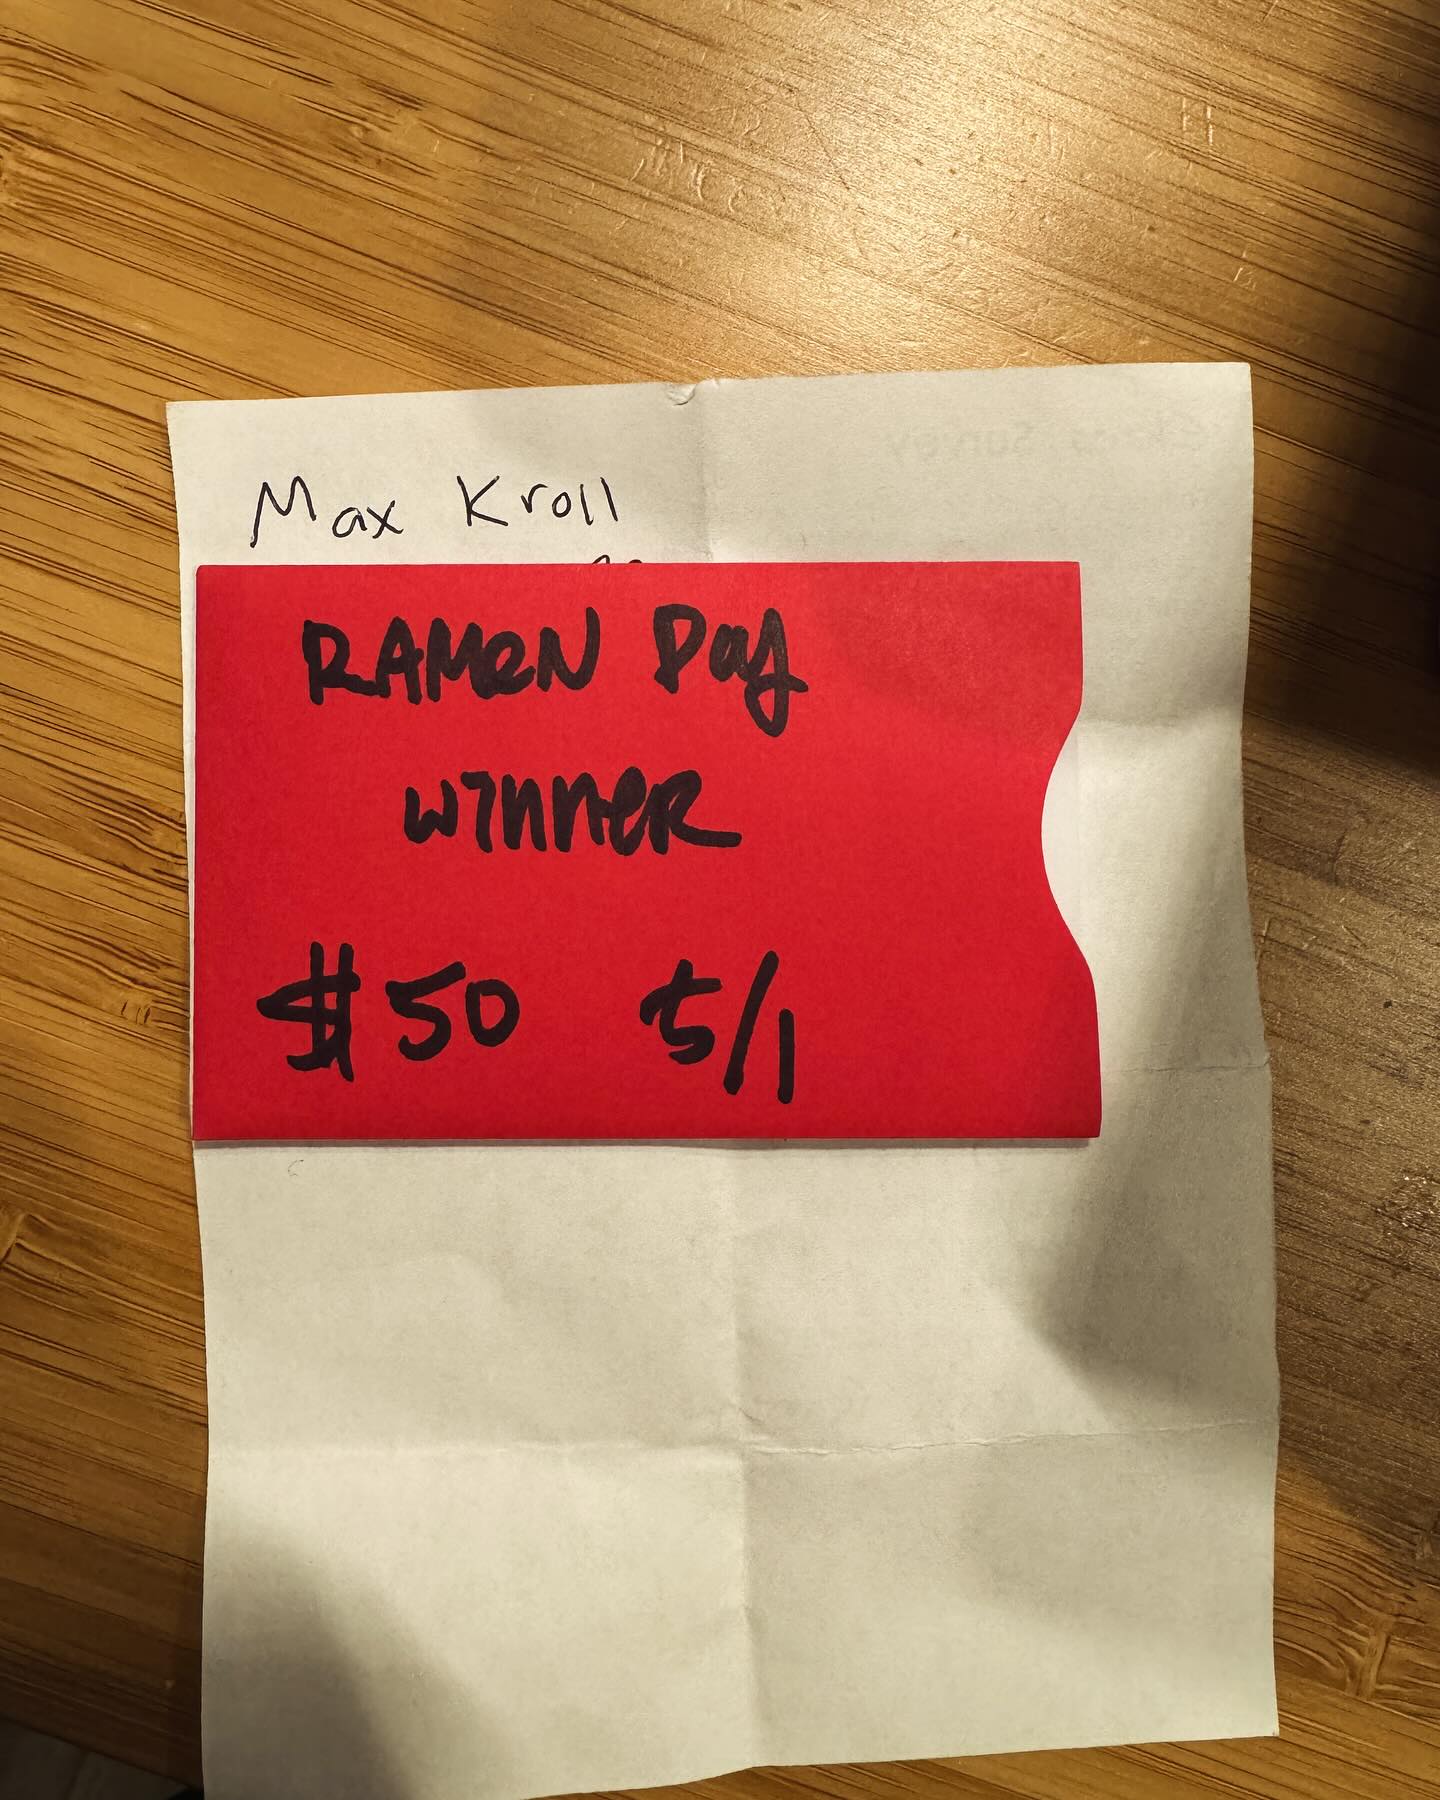 Max Kroll
RAMeN Day
winneR
$50 5/1